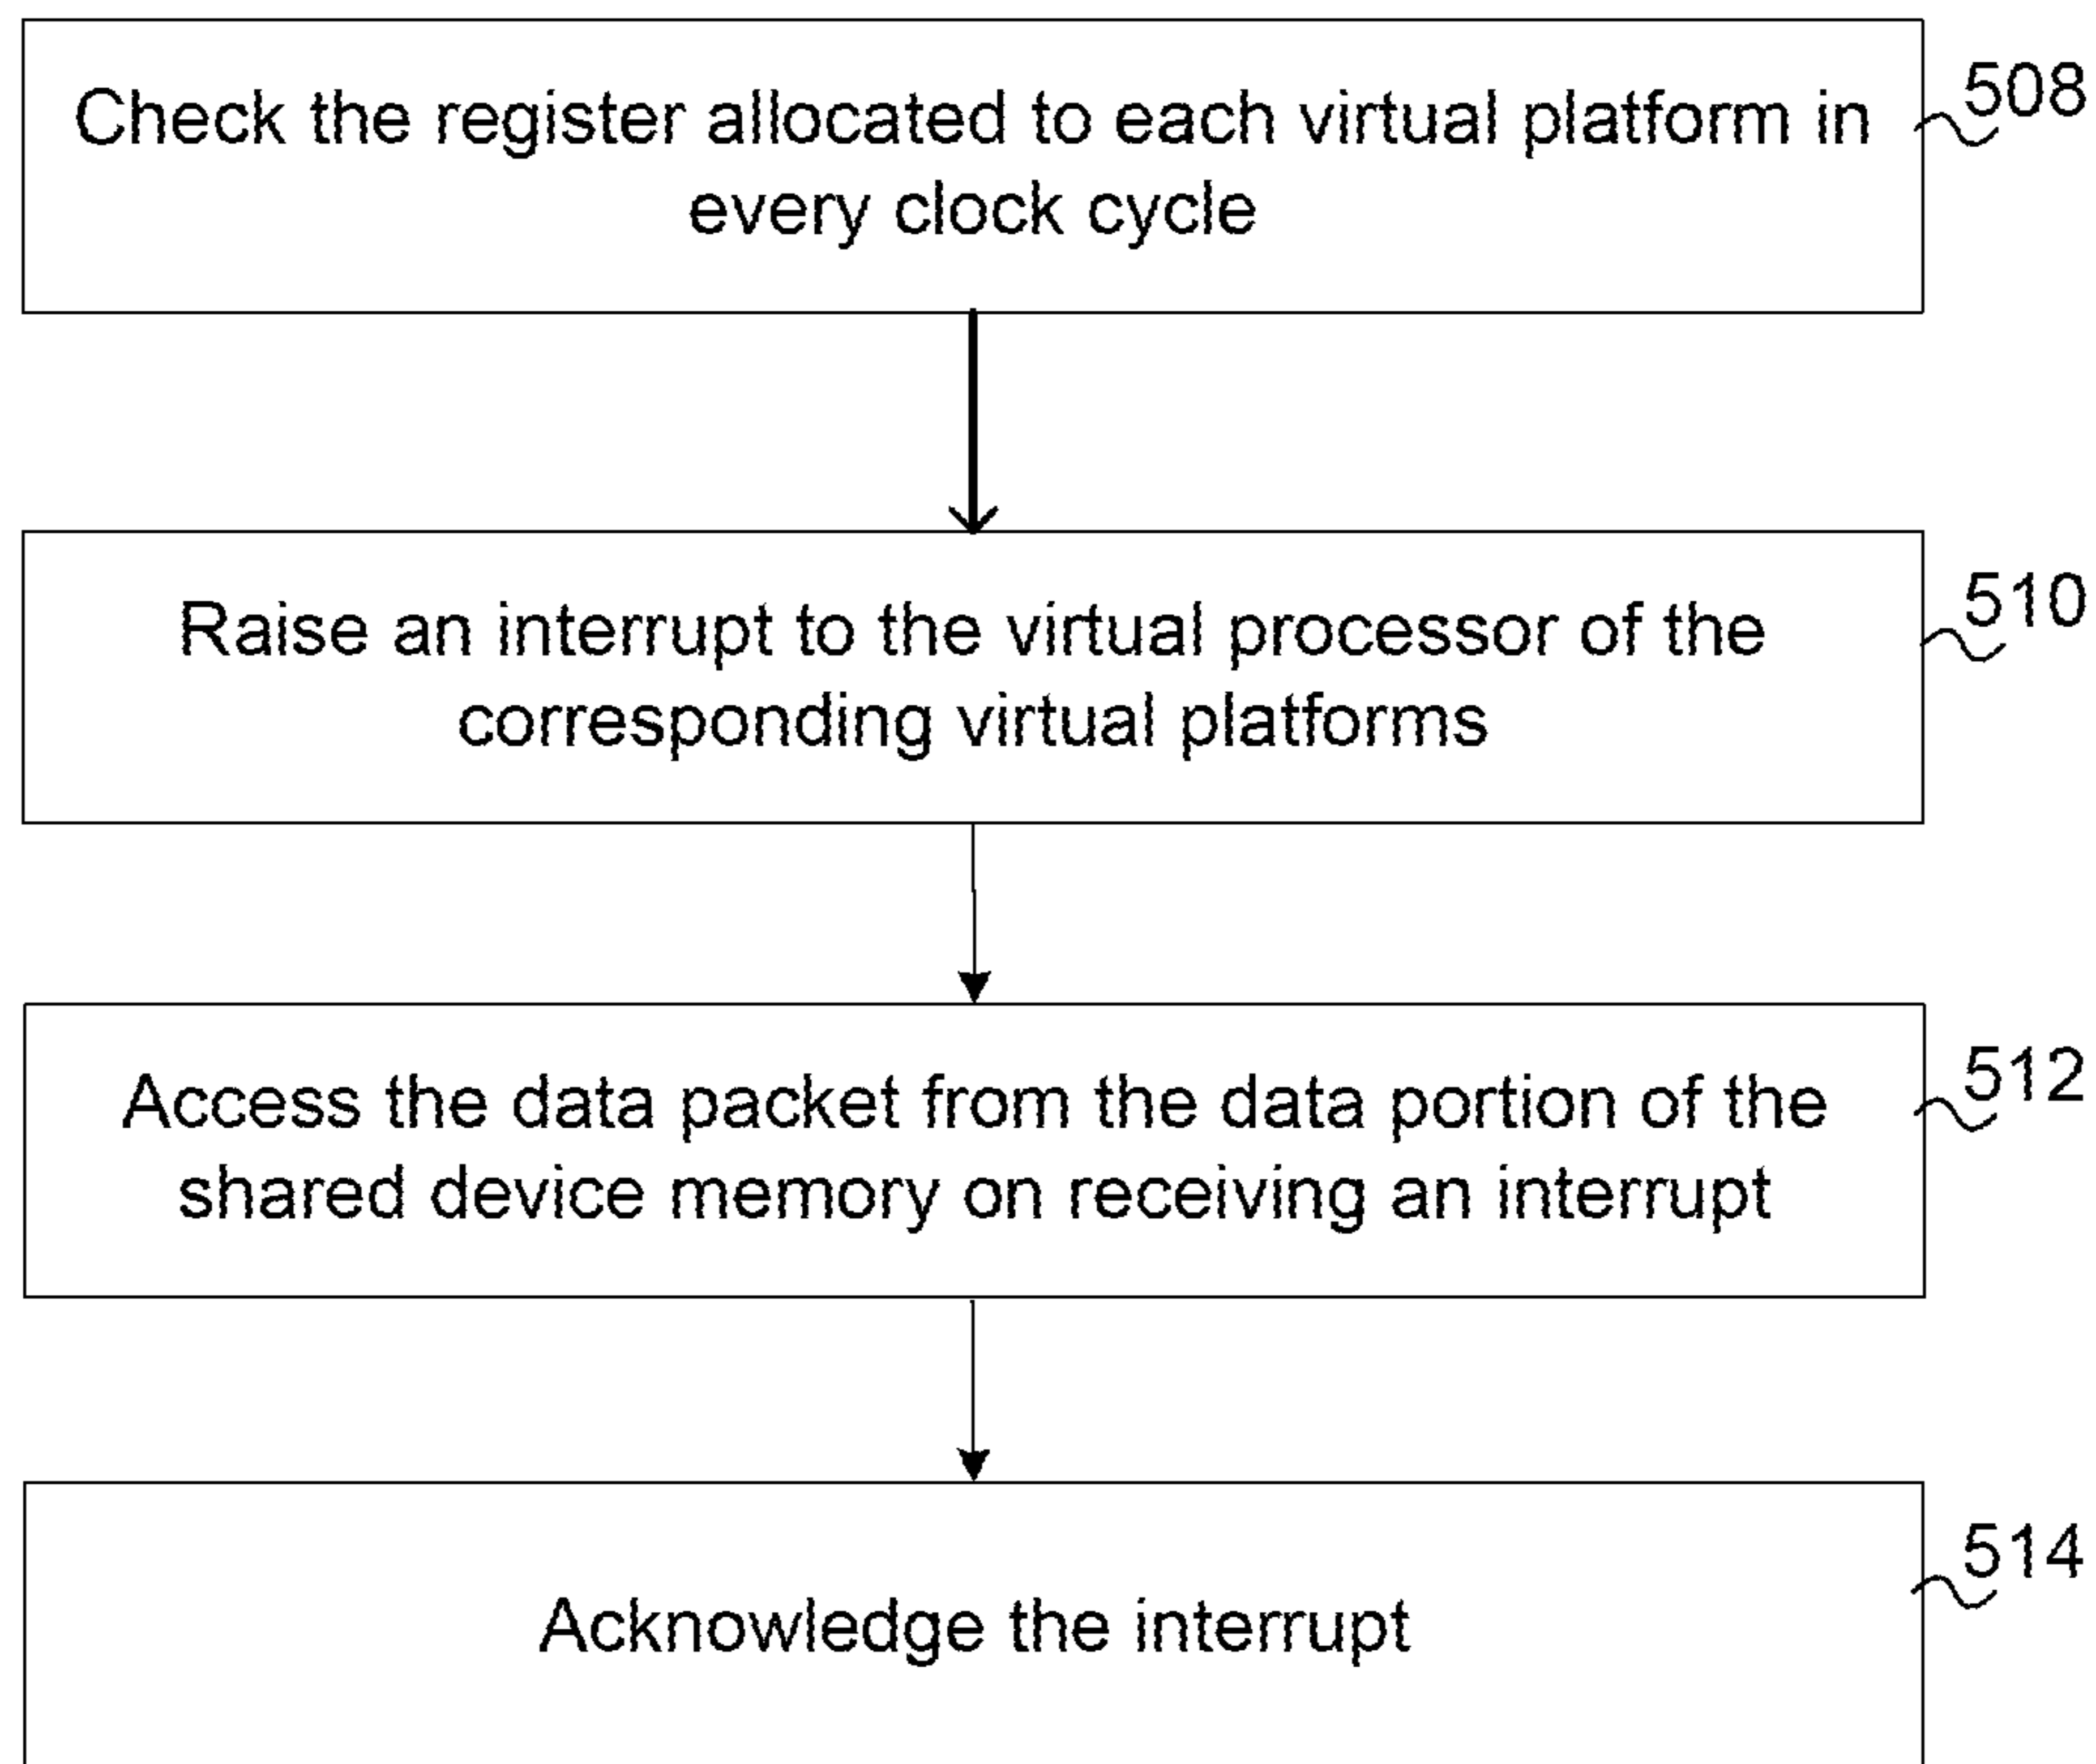 Check the register allocated to each virtual platform in
every clock cycle
508
Raise an interrupt to the virtual processor of the
corresponding virtual platforms
510
Access the data packet from the data portion of the
shared device memory on receiving an interrupt
512
Acknowledge the interrupt
514